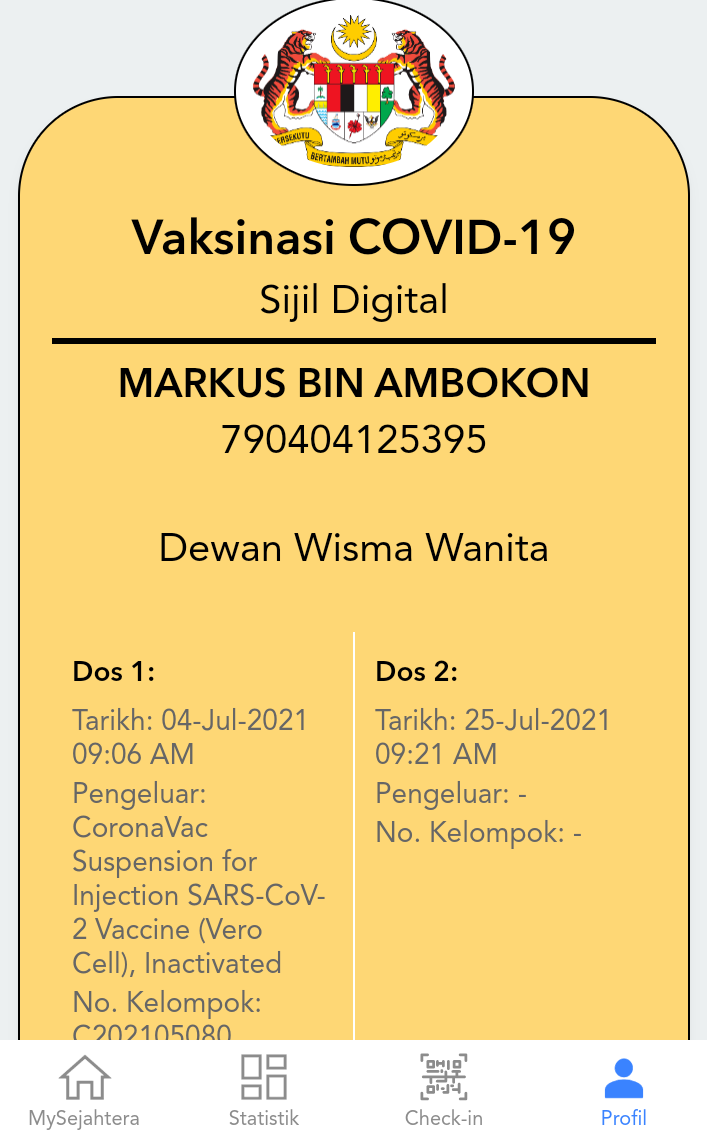 ERSEKUTU
BERTAMBAH MUTU
Vaksinasi COVID-19
Sijil Digital
MARKUS BIN AMBOKON
790404125395
Dewan Wisma Wanita
Dos 1:
Tarikh: 04-Jul-2021
09:06 AM
Pengeluar:
CoronaVac
Suspension for
Injection SARS-CoV-
2 Vaccine (Vero
Cell), Inactivated
No. Kelompok:
C202105080
Dos 2:
Tarikh: 25-Jul-2021
09:21 AM
Pengeluar: -
No. Kelompok: -
MySejahtera
Statistik
Check-in
Profil